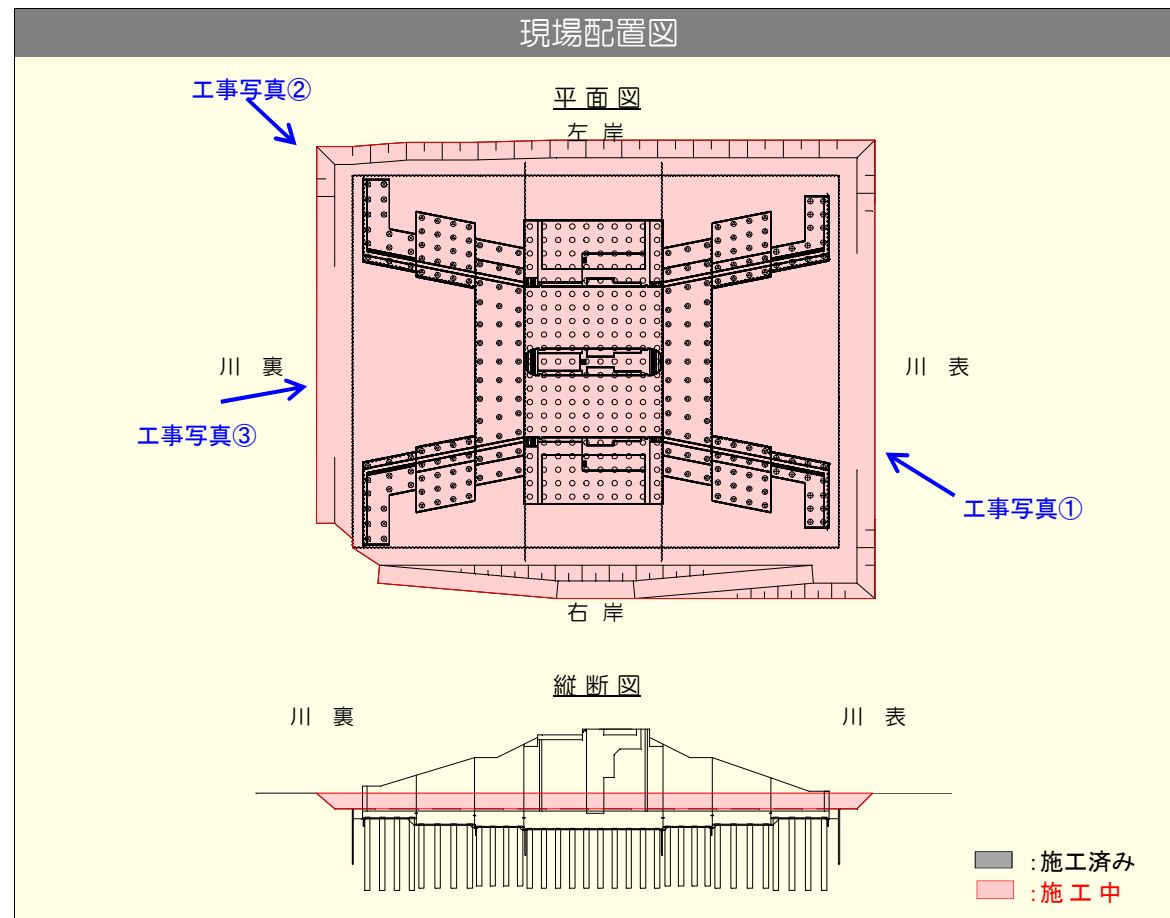 現場配置図
工事写真②
平面図
左 岸
川 裏
川 表
工事写真③
工事写真①
右 岸
縦断図
川 裏
川 表
:施工済み
:施 工 中